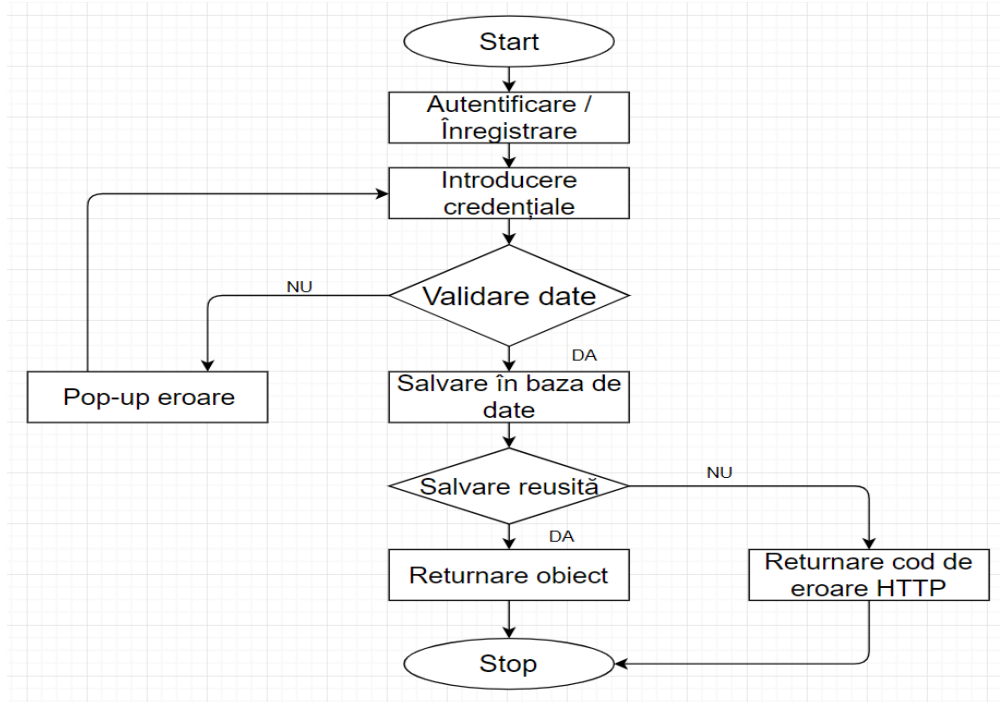 Start
Autentificare /
Înregistrare
Introducere
credențiale
Validare date
NU
DA
Pop-up eroare
Salvare în baza de
date
Salvare reusită
NU
DA
Returnare obiect
Returnare cod de
eroare HTTP
Stop